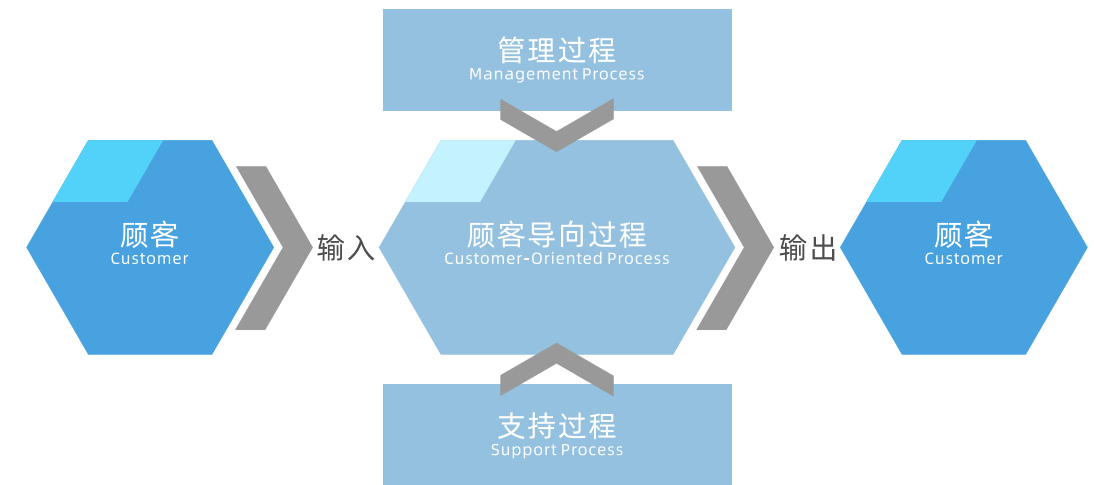 管理过程
Management Process
顾客
Customer
输入
顾客导向过程
Customer-Oriented Process
输出
顾客
Customer
支持过程
Support Process